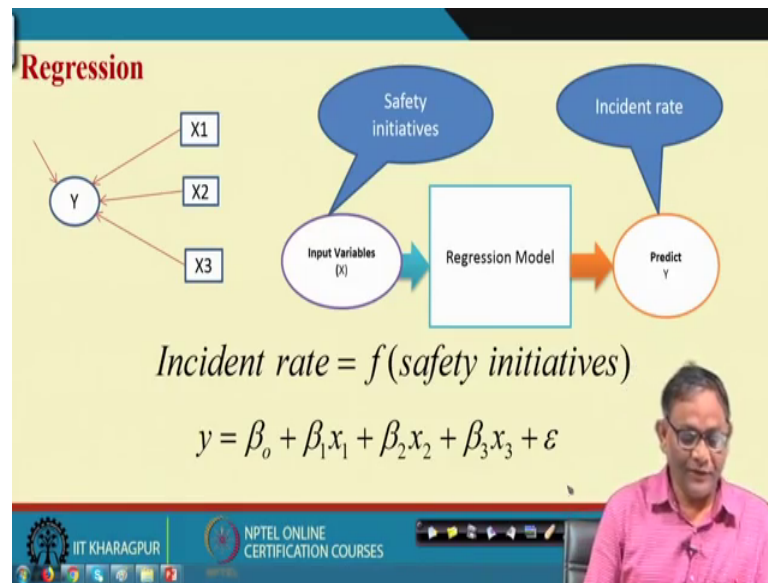 Regression
X1
X2
X3
Y
Safety
initiatives
Incident rate
Input Variables
(X)
Regression Model
Predict
Y
Incident rate = f(safety initiatives)
y = β₀ + β₁x₁ + β₂x₂ + β₃x₃ + ε
IIT KHARAGPUR
NPTEL ONLINE
CERTIFICATION COURSES